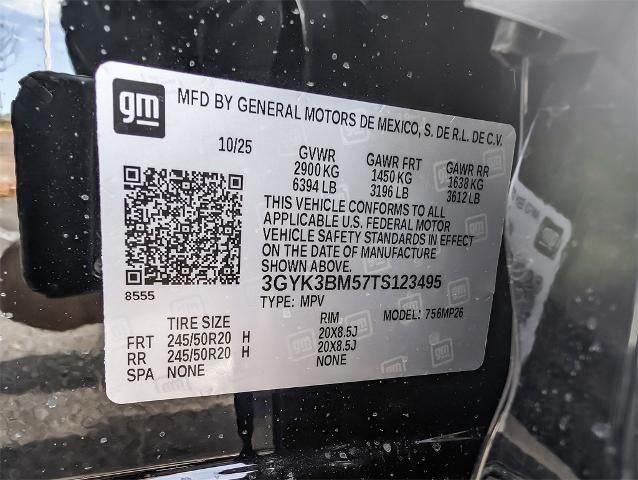 gm MFD BY GENERAL MOTORS DE MEXICO, S. DE R.L. DE C.V.
10/25 GVWR GAWR FRT GAWR RR
2900 KG 1450 KG 1638 KG
6394 LB 3196 LB 3612 LB
THIS VEHICLE CONFORMS TO ALL
APPLICABLE U.S. FEDERAL MOTOR
VEHICLE SAFETY STANDARDS IN EFFECT
ON THE DATE OF MANUFACTURE
SHOWN ABOVE.
8555 3GYK3BM57TS123495
TYPE: MPV MODEL: 756MP26
TIRE SIZE RIM
FRT 245/50R20 H 20X8.5J
RR 245/50R20 H 20X8.5J
SPA NONE NONE